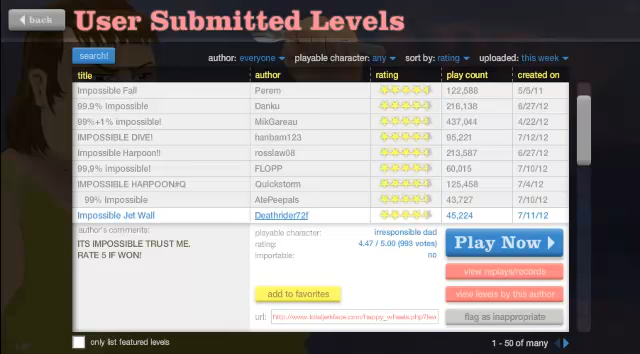 back
User Submitted Levels
search!
author: everyone playable character: any sort by: rating uploaded: this week
title author rating play count created on
Impossible Fall Perem 122,588 5/5/11
99.9% Impossible Danku 216,138 6/27/12
99%+1% impossible! MikGareau 437,044 4/22/12
IMPOSSIBLE DIVE! hanbam123 95,221 7/12/12
Impossible Harpoon!! rosslaw08 213,587 6/27/12
99,9% impossible! FLOPP 60,015 7/10/12
IMPOSSIBLE HARPOON#Q Quickstorm 125,458 7/4/12
99% Impossible AtePeepals 43,727 7/10/12
Impossible Jet Wall Deathrider72f 45,224 7/11/12
author's comments:
ITS IMPOSSIBLE TRUST ME.
RATE 5 IF WON!
playable character: irresponsible dad
rating: 4.47 / 5.00 (993 votes)
importable: no
Play Now
view replays/records
add to favorites
view levels by this author
url: http://www.totaljerkface.com/happy_wheels.php?lev
flag as inappropriate
only list featured levels
1 - 50 of many